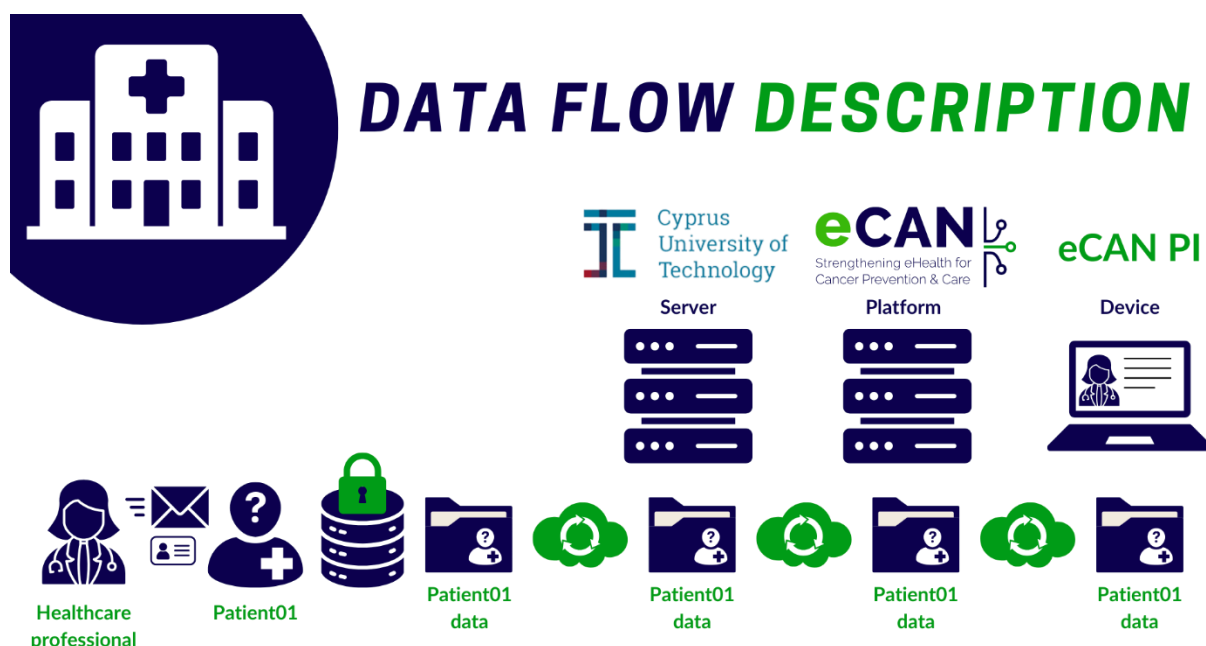 DATA FLOW DESCRIPTION
Cyprus
University of
Technology
eCAN
Strengthening eHealth for
Cancer Prevention & Care
eCAN PI
Server
Platform
Device
?
?
?
?
?
Healthcare
professional
Patient01
Patient01
data
Patient01
data
Patient01
data
Patient01
data